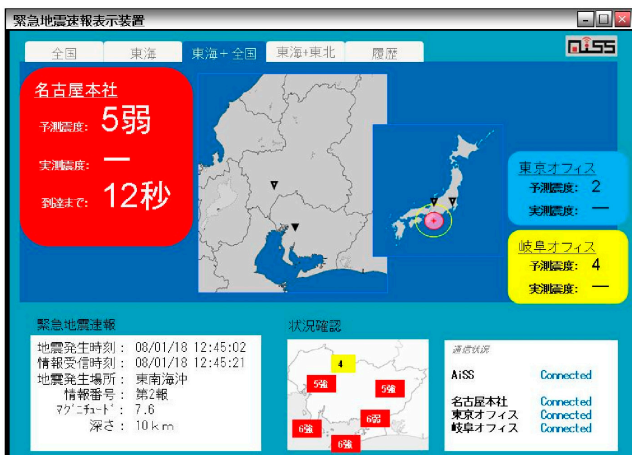 緊急地震速報表示装置
全国
東海
東海+全国
東海+東北
履歴
名古屋本社
予測震度: 5弱
実測震度: ―
到達まで: 12秒
東京オフィス
予測震度: 2
実測震度: ―
岐阜オフィス
予測震度: 4
実測震度: ―
緊急地震速報
地震発生時刻: 08/01/18 12:45:02
情報受信時刻: 08/01/18 12:45:21
地震発生場所: 東南海沖
情報番号: 第2報
マグニチュード: 7.6
深さ: 10km
状況確認
4
5強
5強
6弱
6強
6強
通信状況
AiSS Connected
名古屋本社 Connected
東京オフィス Connected
岐阜オフィス Connected